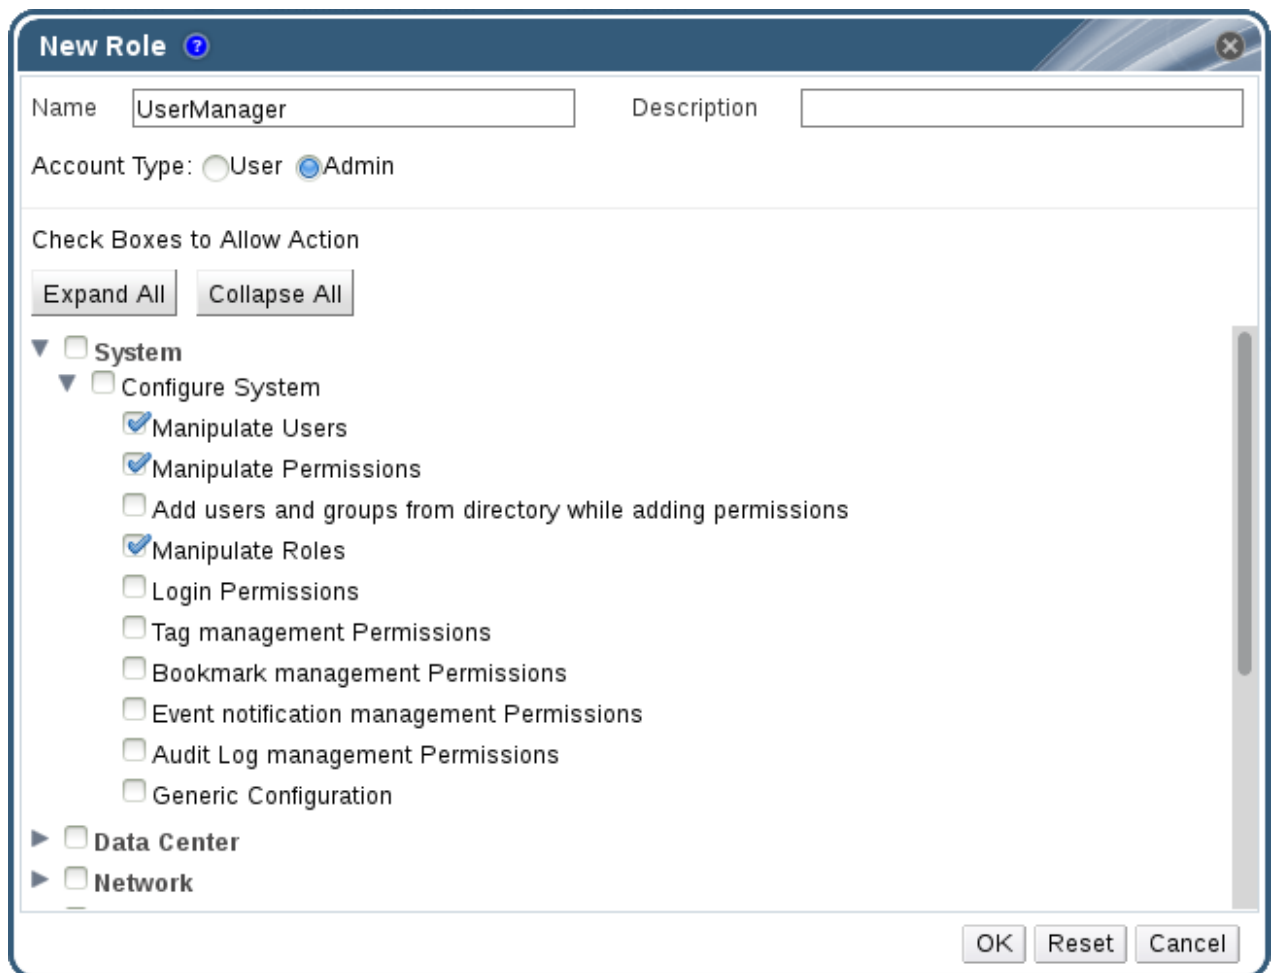 New Role ?
Name UserManager Description
Account Type: User Admin
Check Boxes to Allow Action
Expand All Collapse All
System
Configure System
Manipulate Users
Manipulate Permissions
Add users and groups from directory while adding permissions
Manipulate Roles
Login Permissions
Tag management Permissions
Bookmark management Permissions
Event notification management Permissions
Audit Log management Permissions
Generic Configuration
Data Center
Network
OK Reset Cancel